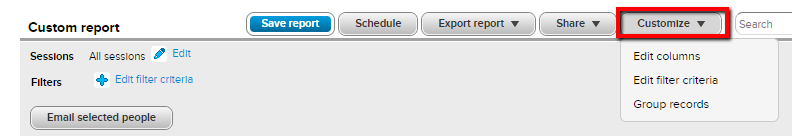 Custom report Save report Schedule Export report Share Customize Search
Sessions All sessions Edit
Edit columns
Filters Edit filter criteria
Edit filter criteria
Group records
Email selected people